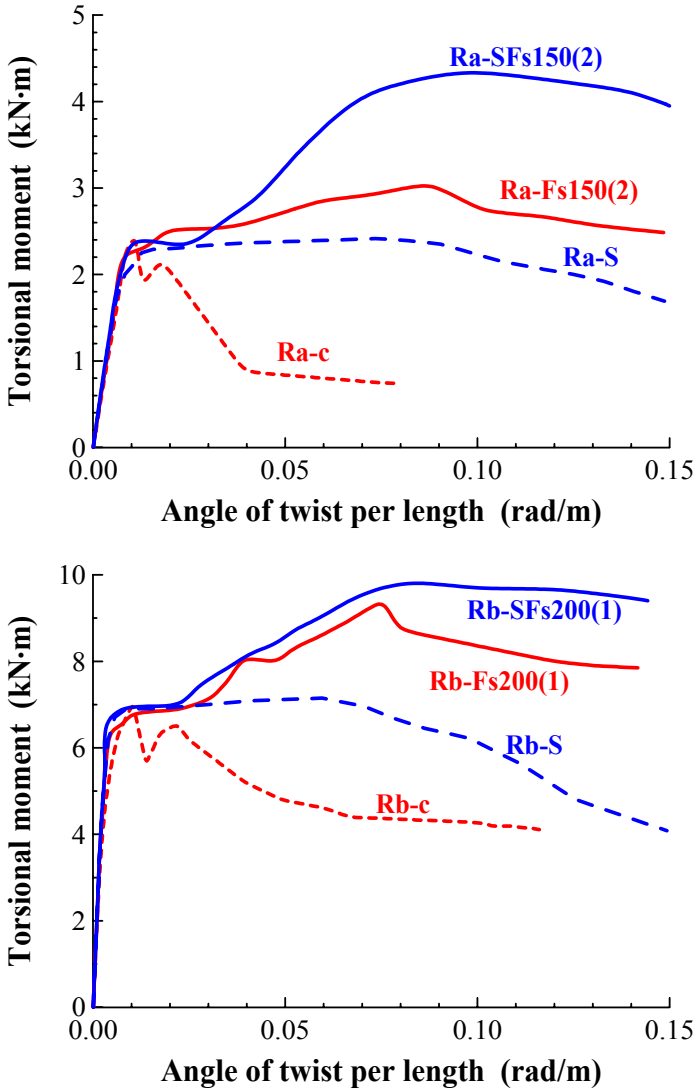 5
4
3
2
1
0
Torsional moment (kN·m)
Ra-SFs150(2)
Ra-Fs150(2)
Ra-S
Ra-c
0.00
0.05
0.10
0.15
Angle of twist per length (rad/m)
10
8
6
4
2
0
Torsional moment (kN·m)
Rb-SFs200(1)
Rb-Fs200(1)
Rb-S
Rb-c
0.00
0.05
0.10
0.15
Angle of twist per length (rad/m)